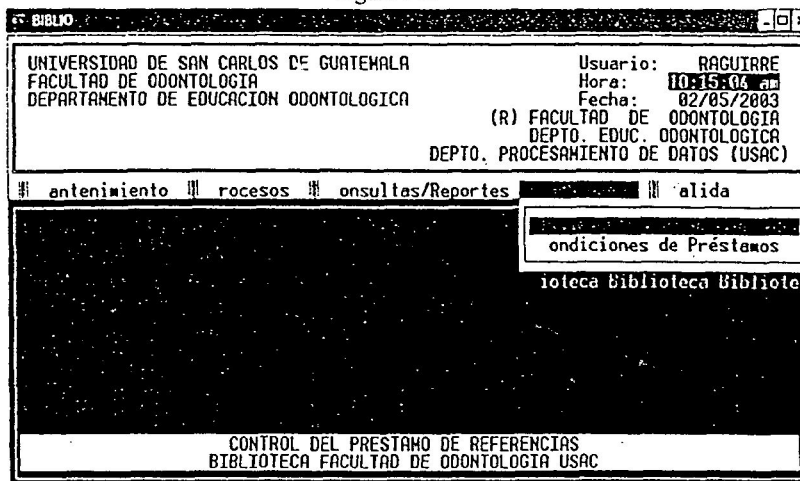 BIBLIO
UNIVERSIDAD DE SAN CARLOS DE GUATEMALA
FACULTAD DE ODONTOLOGIA
DEPARTAMENTO DE EDUCACION ODONTOLOGICA
Usuario: RAGUIRRE
Hora: 10:15:06 am
Fecha: 02/05/2003
(R) FACULTAD DE ODONTOLOGIA
DEPTO. EDUC. ODONTOLOGICA
DEPTO. PROCESAMIENTO DE DATOS (USAC)
antenimiento rocesos onsultas/Reportes alida
ondiciones de Préstamos
ioteca Biblioteca Bibliote
CONTROL DEL PRESTAMO DE REFERENCIAS
BIBLIOTECA FACULTAD DE ODONTOLOGIA USAC